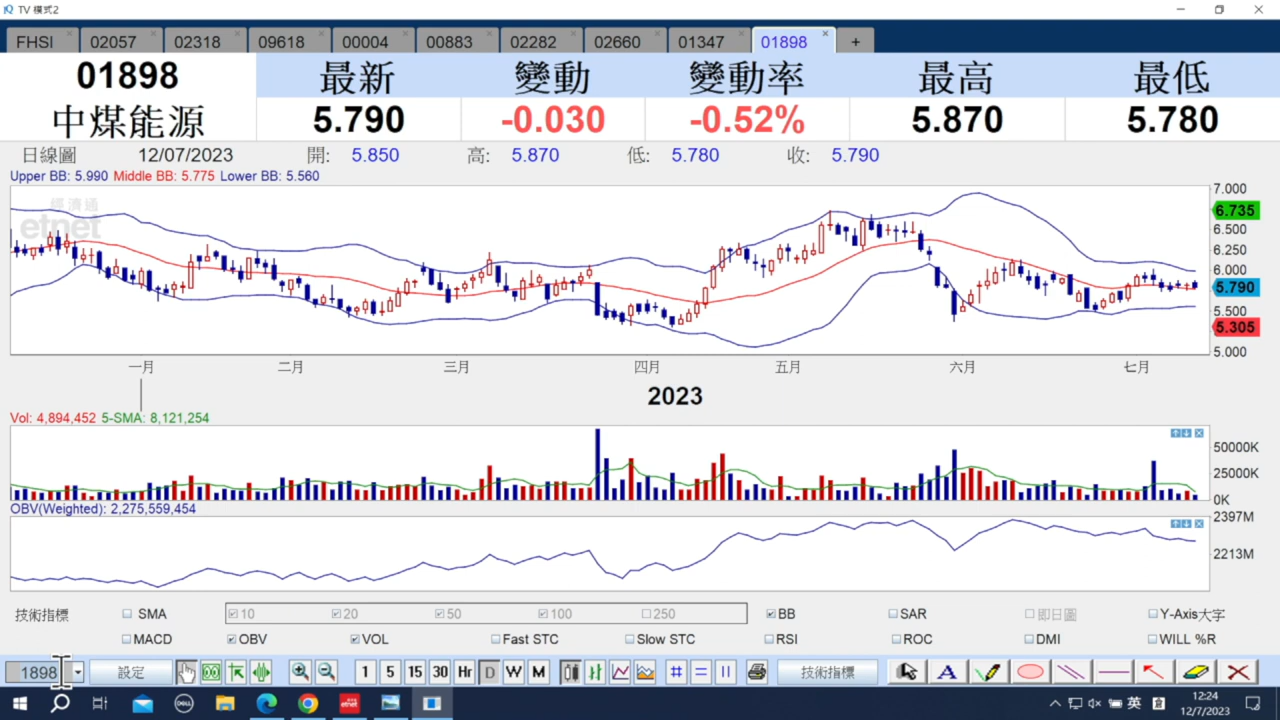 TV 模式2
FHSI 02057 02318 09618 00004 00883 02282 02660 01347 01898 +
01898 最新 變動 變動率 最高 最低
中煤能源 5.790 -0.030 -0.52% 5.870 5.780
日線圖 12/07/2023 開: 5.850 高: 5.870 低: 5.780 收: 5.790
Upper BB: 5.990 Middle BB: 5.775 Lower BB: 5.560
經濟通
etnet
7.000
6.735
6.500
6.250
6.000
5.790
5.500
5.305
5.000
一月 二月 三月 四月 五月 六月 七月
2023
Vol: 4,894,452 5-SMA: 8,121,254
50000K
25000K
0K
OBV(Weighted): 2,275,559,454
2397M
2213M
技術指標 SMA 10 20 50 100 250 BB SAR 即日圖 Y-Axis大字
MACD OBV VOL Fast STC Slow STC RSI ROC DMI WILL %R
1898 設定 1 5 15 30 Hr D W M 技術指標 A
DELL etnet 英 12:24
12/7/2023